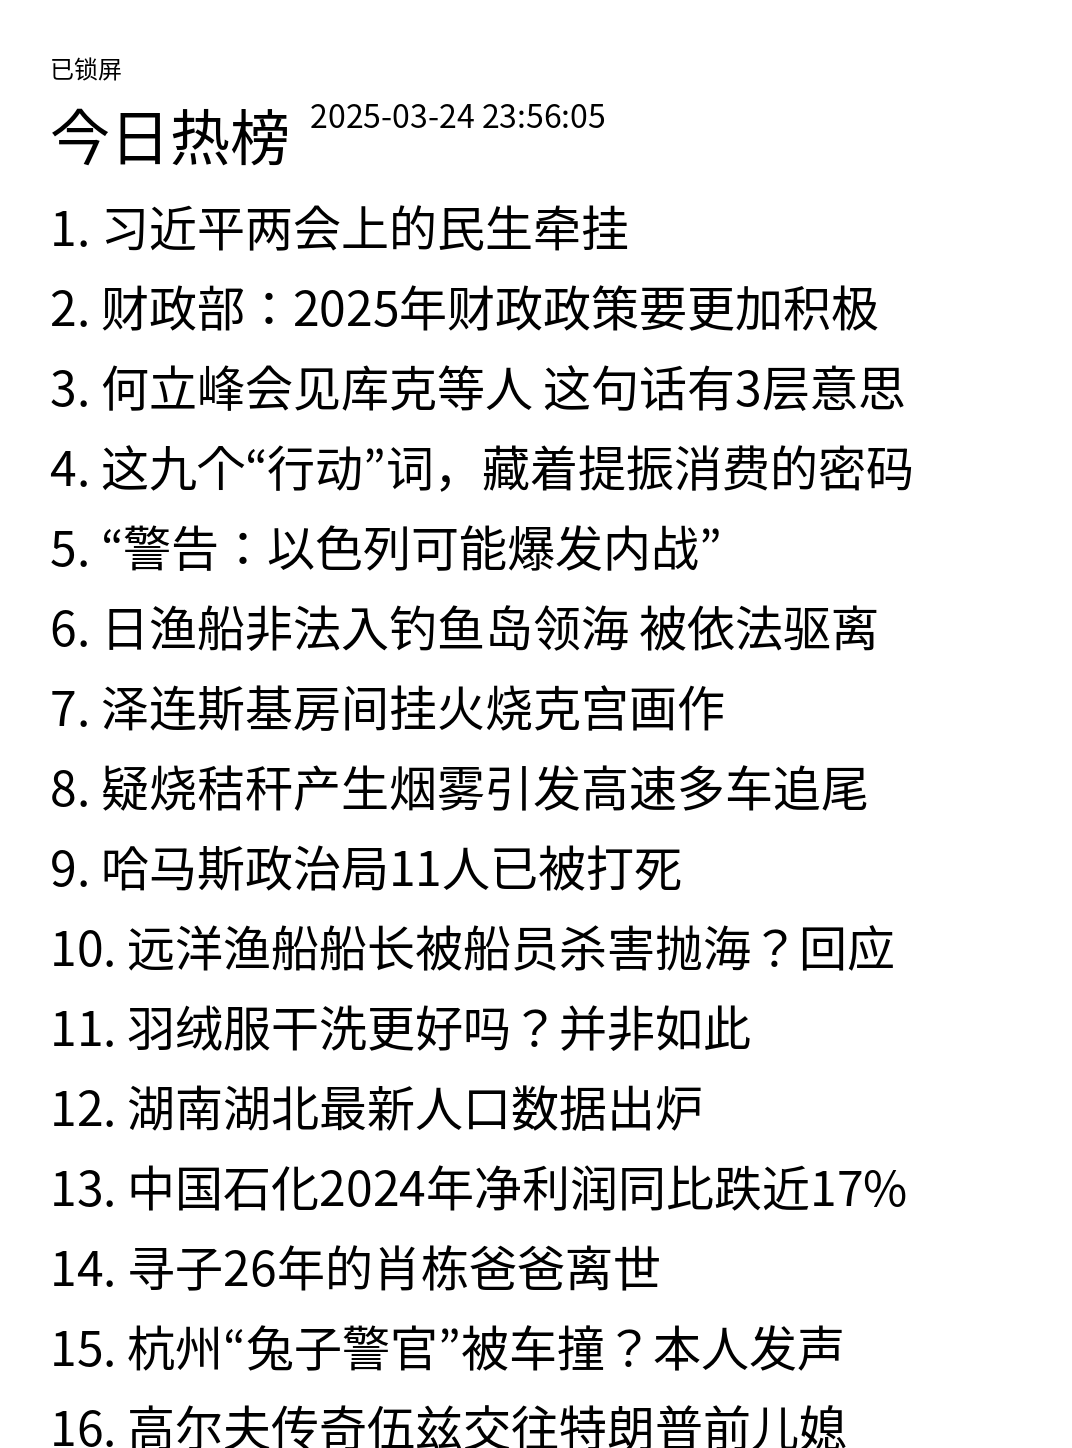 已锁屏
今日热榜 2025-03-24 23:56:05
1. 习近平两会上的民生牵挂
2. 财政部：2025年财政政策要更加积极
3. 何立峰会见库克等人 这句话有3层意思
4. 这九个“行动”词，藏着提振消费的密码
5. “警告：以色列可能爆发内战”
6. 日渔船非法入钓鱼岛领海 被依法驱离
7. 泽连斯基房间挂火烧克宫画作
8. 疑烧秸秆产生烟雾引发高速多车追尾
9. 哈马斯政治局11人已被打死
10. 远洋渔船船长被船员杀害抛海？回应
11. 羽绒服干洗更好吗？并非如此
12. 湖南湖北最新人口数据出炉
13. 中国石化2024年净利润同比跌近17%
14. 寻子26年的肖栋爸爸离世
15. 杭州“兔子警官”被车撞？本人发声
16. 高尔夫传奇伍兹交往特朗普前儿媳